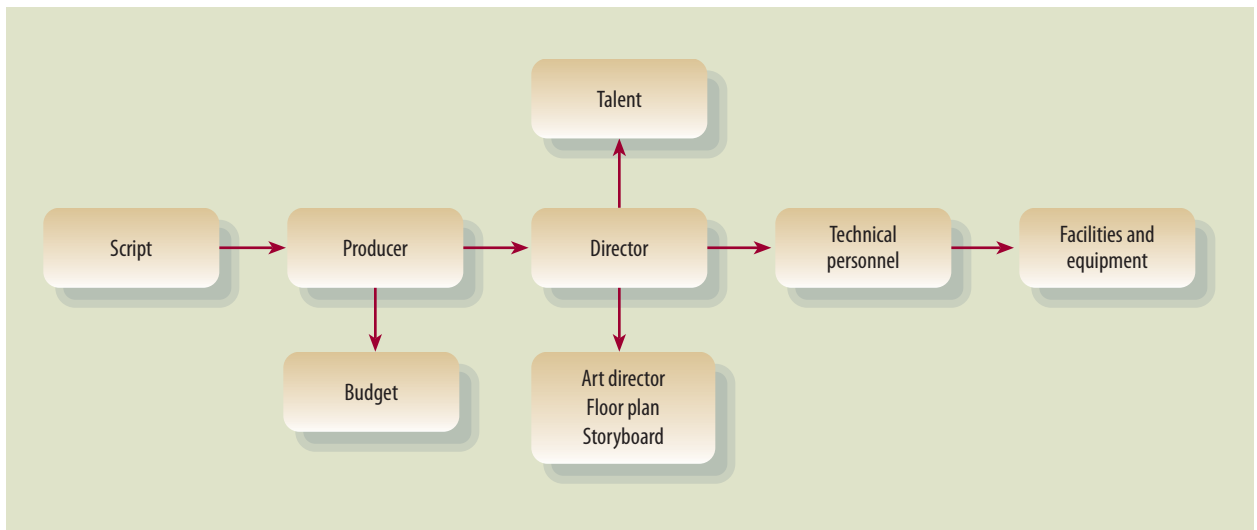 Talent
Script
Producer
Director
Technical
personnel
Facilities and
equipment
Budget
Art director
Floor plan
Storyboard